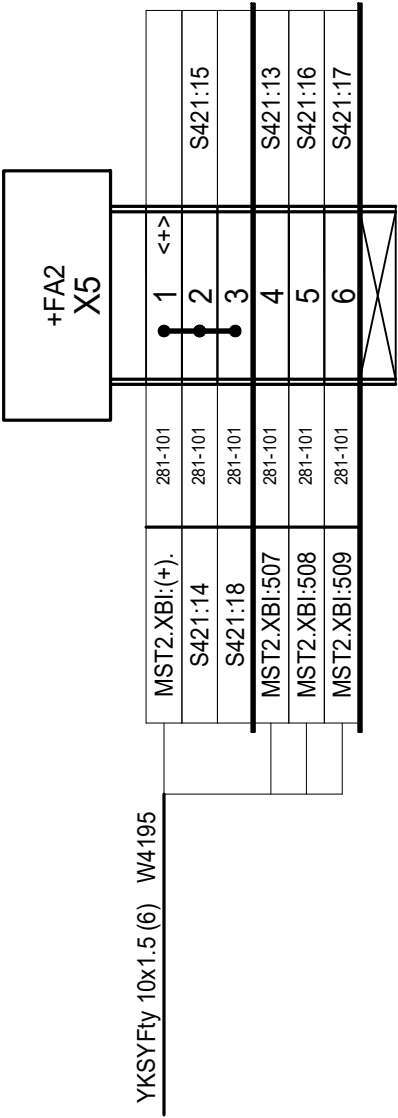 +FA2
X5
MST2.XBI:(+). 281-101 1 <+>
S421:14 281-101 2 S421:15
S421:18 281-101 3
MST2.XBI:507 281-101 4 S421:13
MST2.XBI:508 281-101 5 S421:16
MST2.XBI:509 281-101 6 S421:17
YKSYFty 10x1.5 (6) W4195